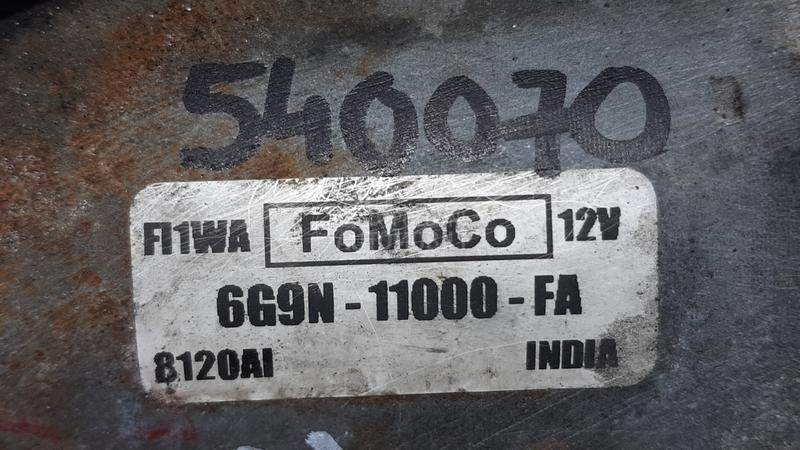 540070
FI1WA FoMoCo 12V
6G9N - 11000 - FA
8120AI INDIA